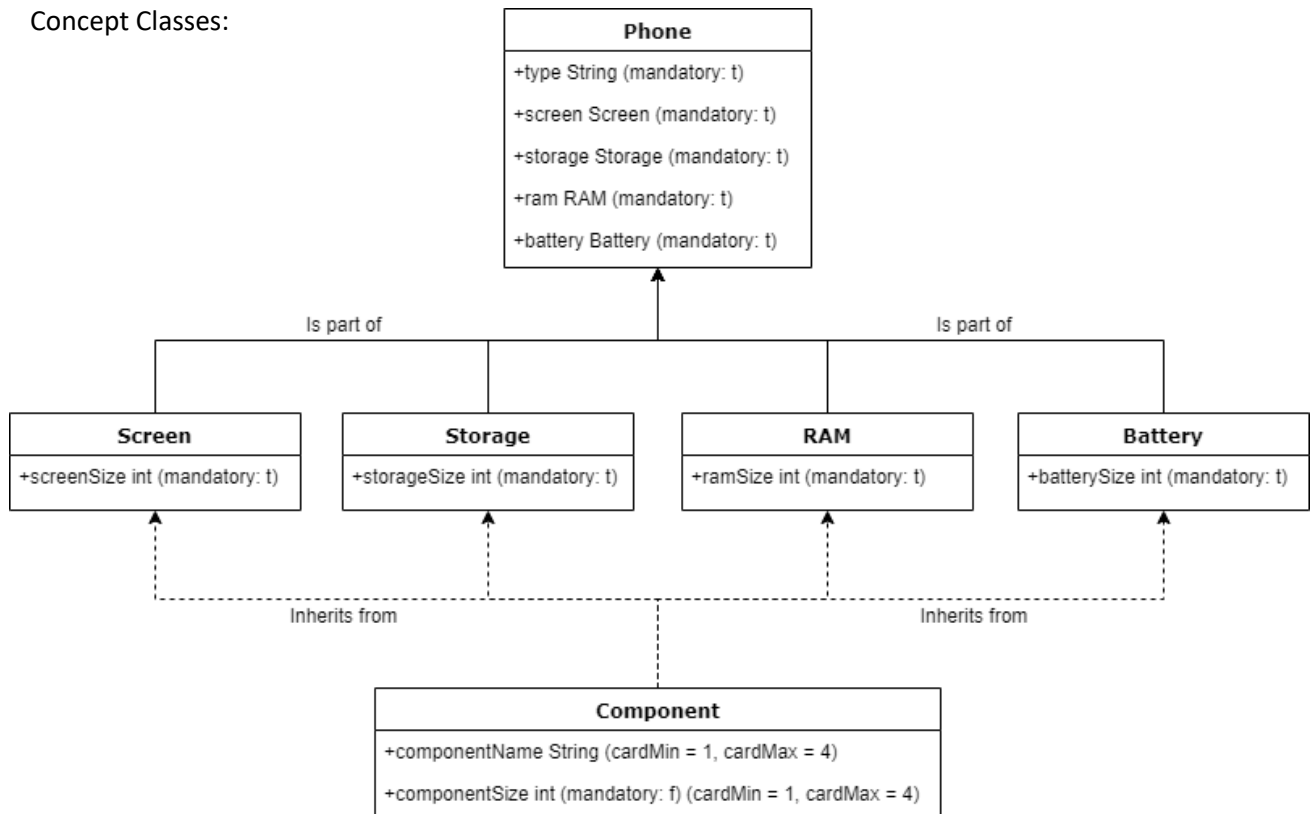 Concept Classes:
Phone
+type String (mandatory: t)
+screen Screen (mandatory: t)
+storage Storage (mandatory: t)
+ram RAM (mandatory: t)
+battery Battery (mandatory: t)
Is part of
Is part of
Screen
+screenSize int (mandatory: t)
Storage
+storageSize int (mandatory: t)
RAM
+ramSize int (mandatory: t)
Battery
+batterySize int (mandatory: t)
Inherits from
Inherits from
Component
+componentName String (cardMin = 1, cardMax = 4)
+componentSize int (mandatory: f) (cardMin = 1, cardMax = 4)